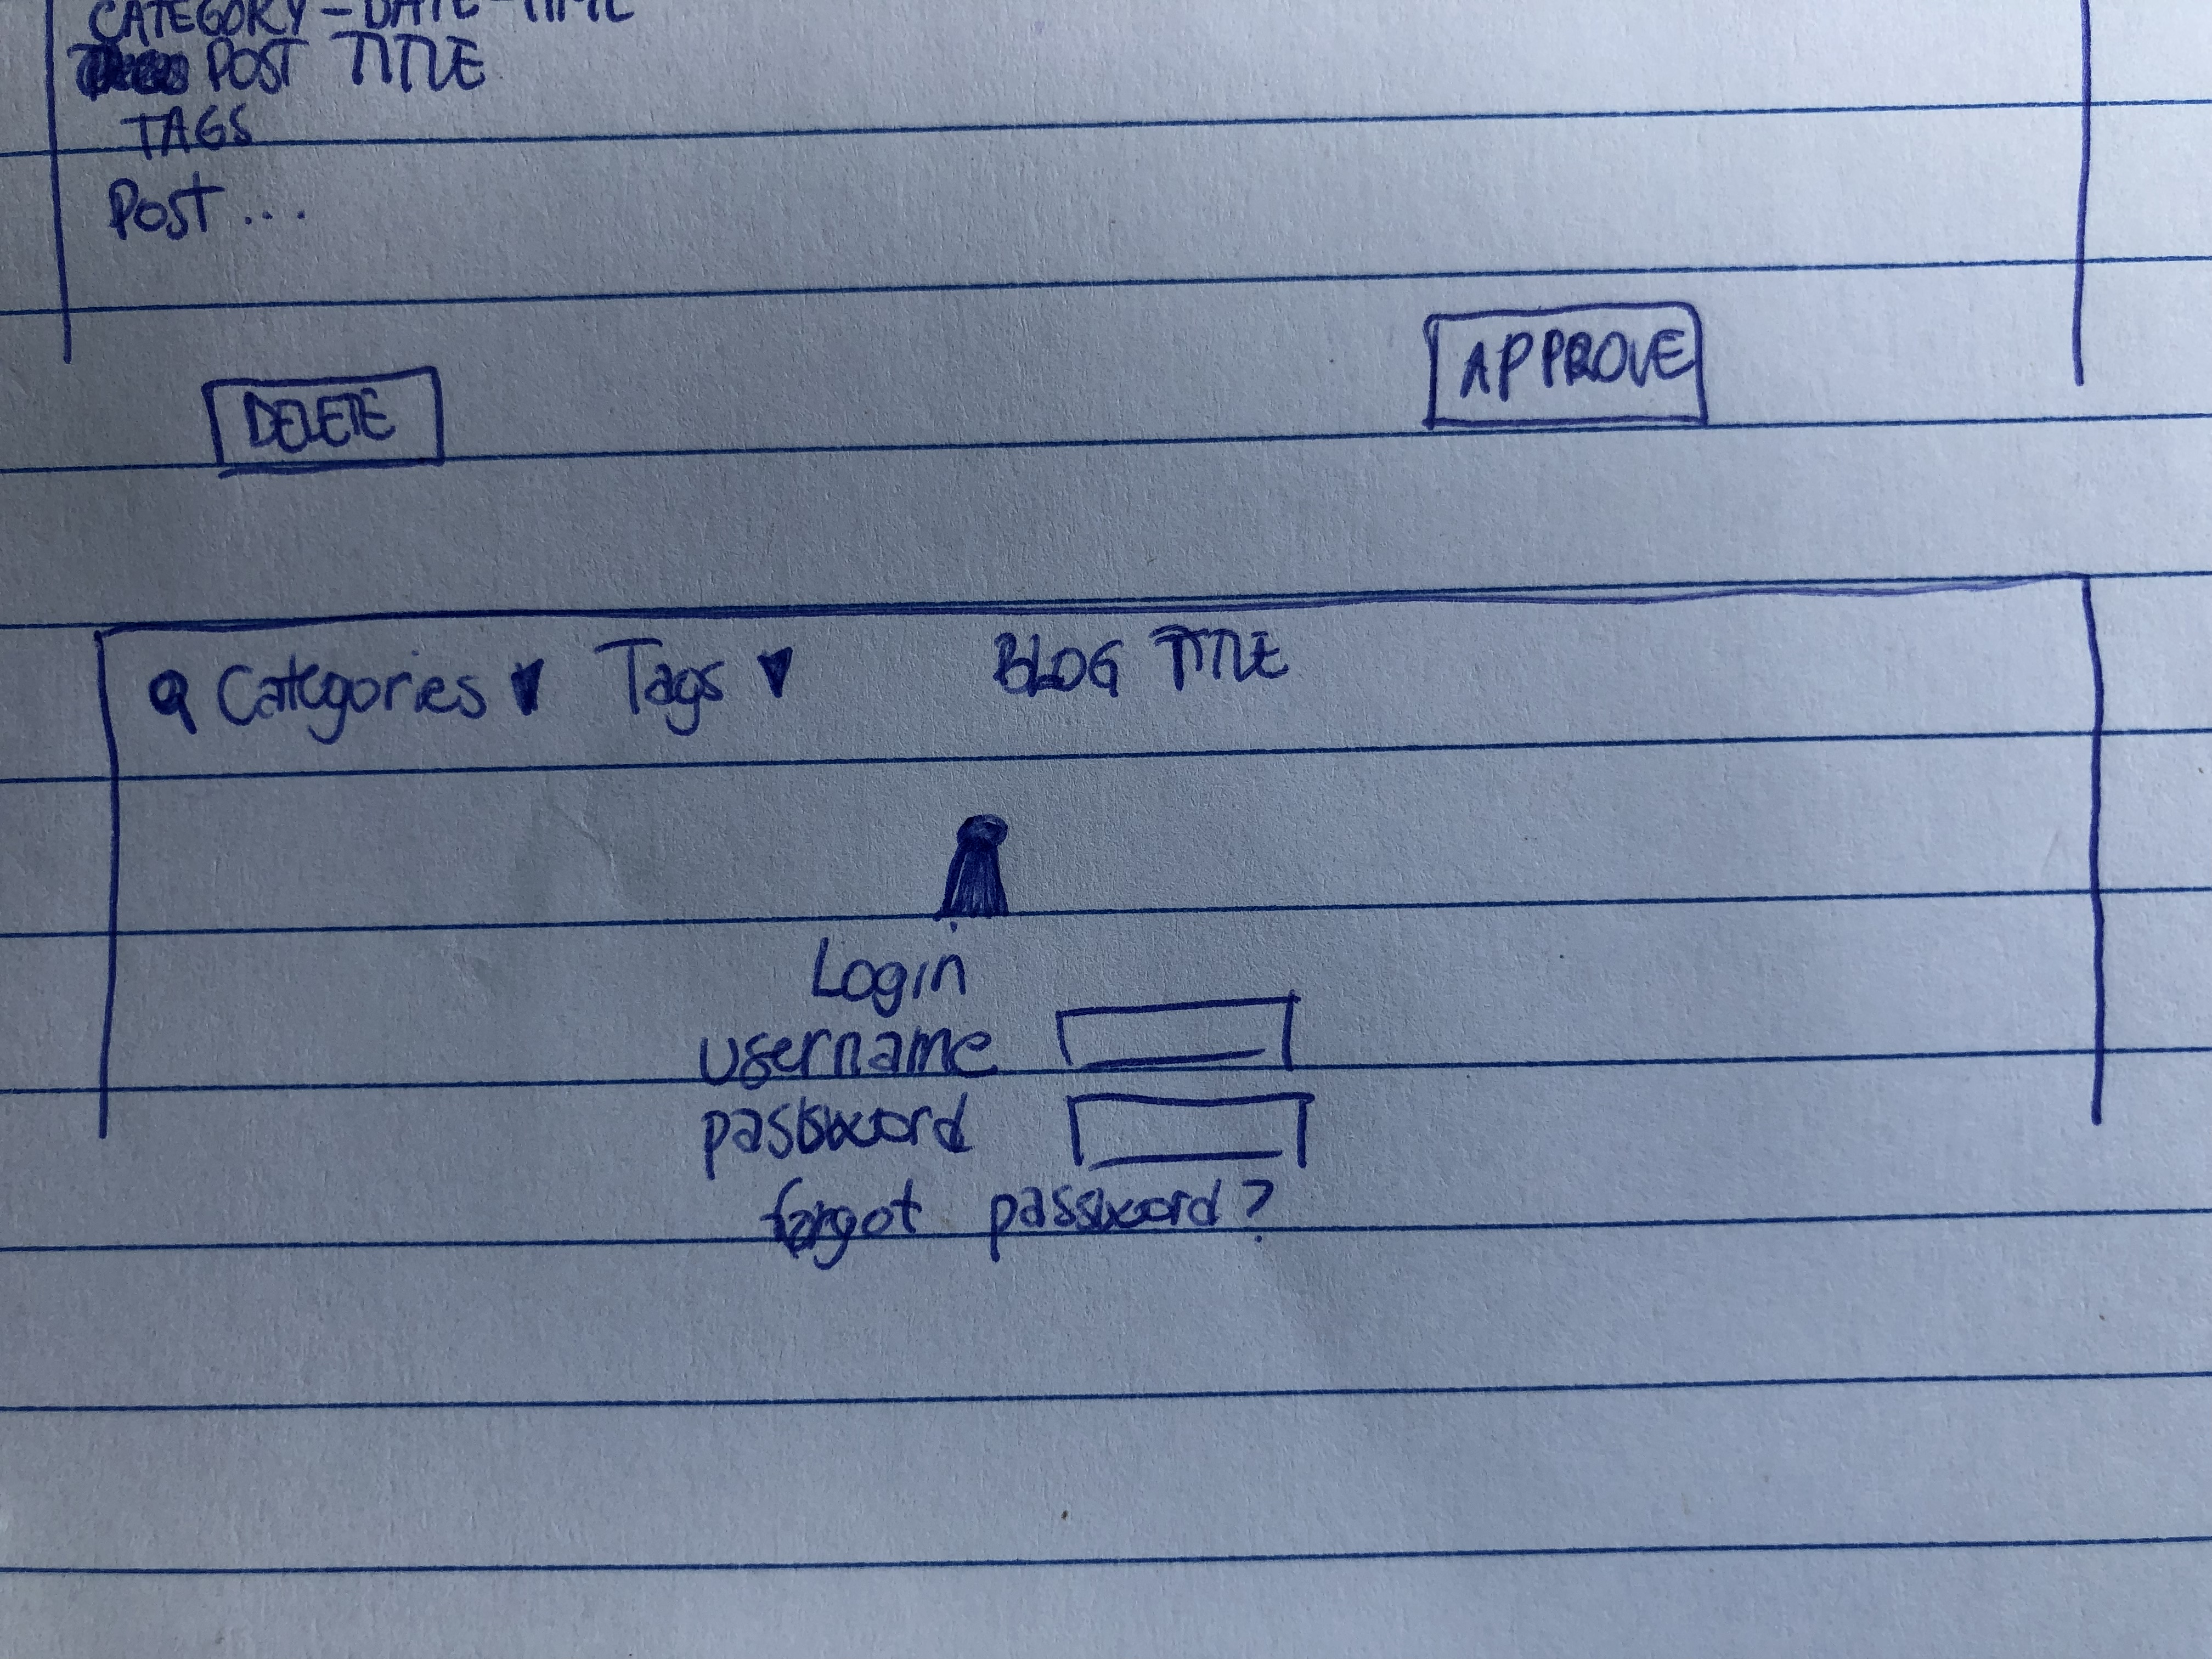 CATEGORY - DATE - TIME
POST TITLE
TAGS
Post ...
APPROVE
DELETE
Categories Tags BLOG TITLE
Login
username
password
forgot password?